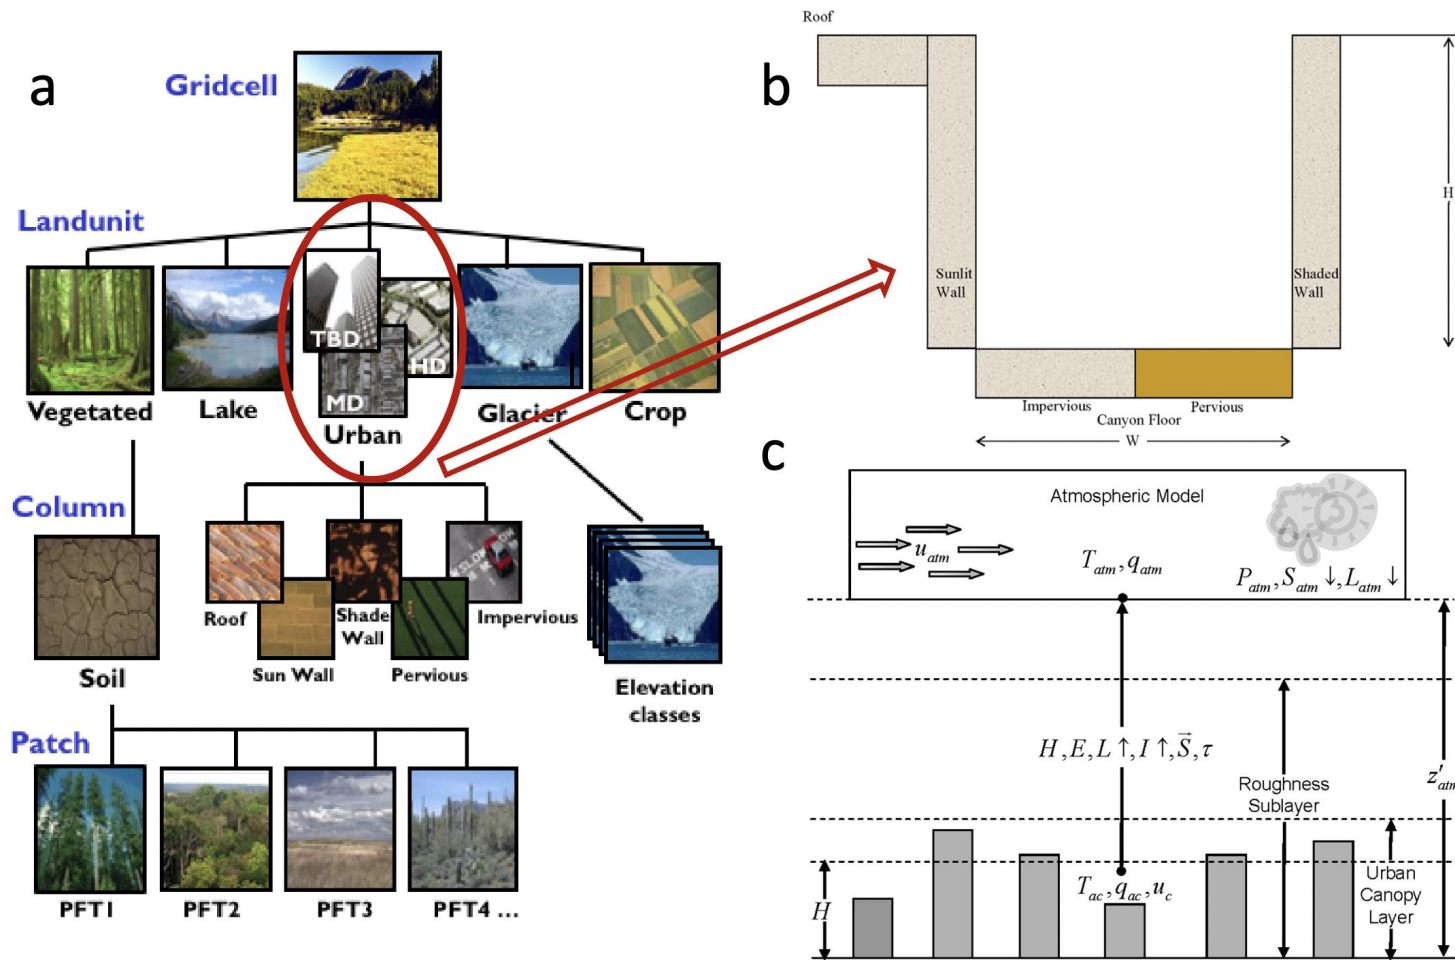 a
Gridcell
Landunit
TBD
HD
MD
Vegetated
Lake
Urban
Glacier
Crop
Column
Roof
Sun Wall
Shade
Wall
Pervious
Impervious
SLOW
Soil
Elevation
classes
Patch
PFT1
PFT2
PFT3
PFT4 ...
b
Roof
Sunlit
Wall
Shaded
Wall
H
Impervious
Pervious
Canyon Floor
W
c
Atmospheric Model
u_atm
T_atm, q_atm
P_atm, S_atm ↓, L_atm ↓
H, E, L ↑, I ↑, S⃗, τ
Roughness
Sublayer
z′_atm
H
T_ac, q_ac, u_c
Urban
Canopy
Layer